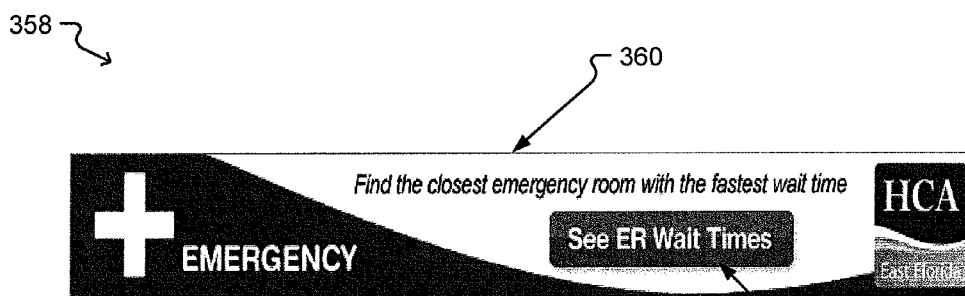 358
360
Find the closest emergency room with the fastest wait time
HCA
See ER Wait Times
EMERGENCY
East Florida